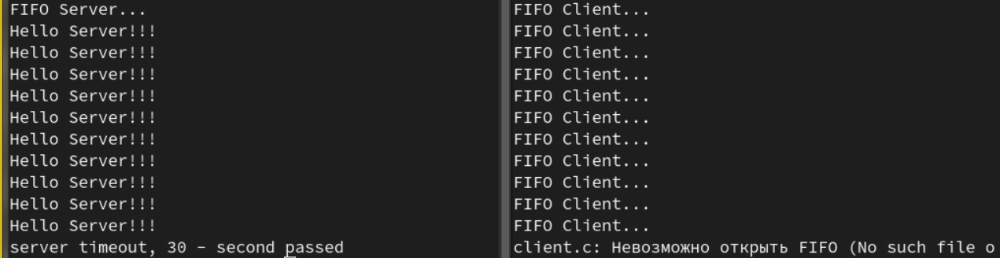 FIFO Server...
Hello Server!!!
Hello Server!!!
Hello Server!!!
Hello Server!!!
Hello Server!!!
Hello Server!!!
Hello Server!!!
Hello Server!!!
Hello Server!!!
Hello Server!!!
server timeout, 30 - second passed
FIFO Client...
FIFO Client...
FIFO Client...
FIFO Client...
FIFO Client...
FIFO Client...
FIFO Client...
FIFO Client...
FIFO Client...
FIFO Client...
FIFO Client...
client.c: Невозможно открыть FIFO (No such file o